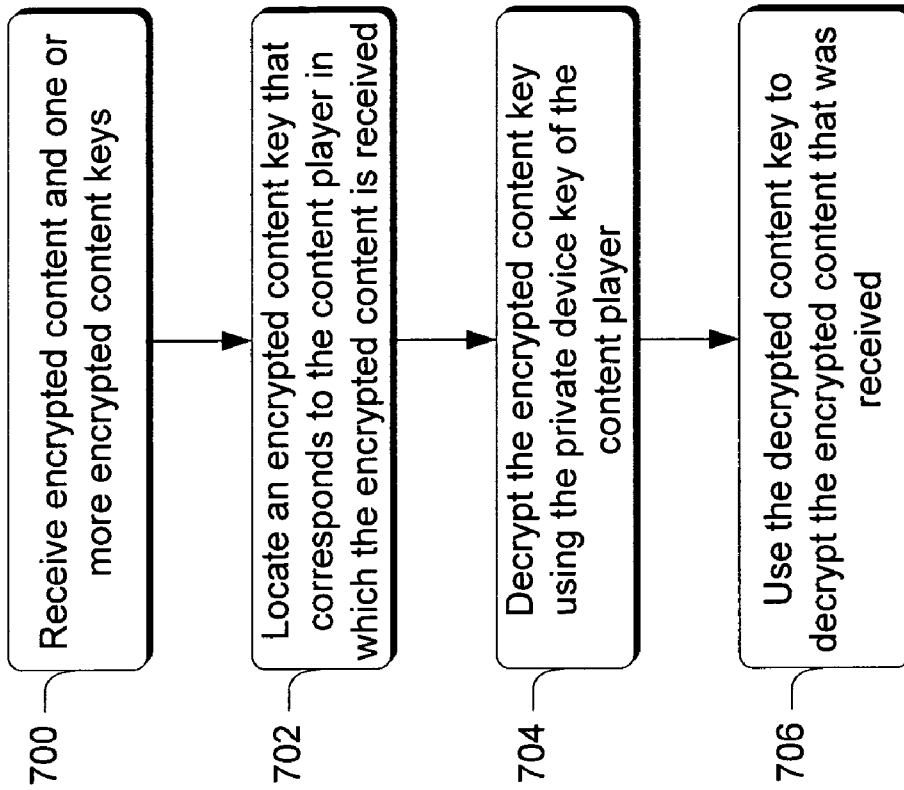 700
Receive encrypted content and one or
more encrypted content keys
702
Locate an encrypted content key that
corresponds to the content player in
which the encrypted content is received
704
Decrypt the encrypted content key
using the private device key of the
content player
706
Use the decrypted content key to
decrypt the encrypted content that was
received